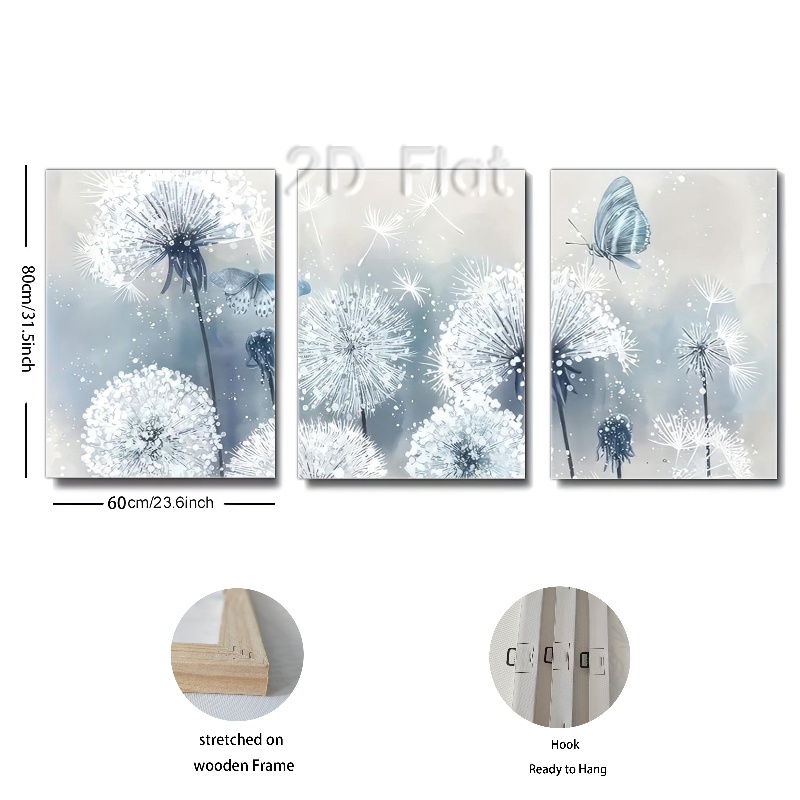 2D Flat
80cm/31.5inch
60cm/23.6inch
stretched on
wooden Frame
Hook
Ready to Hang